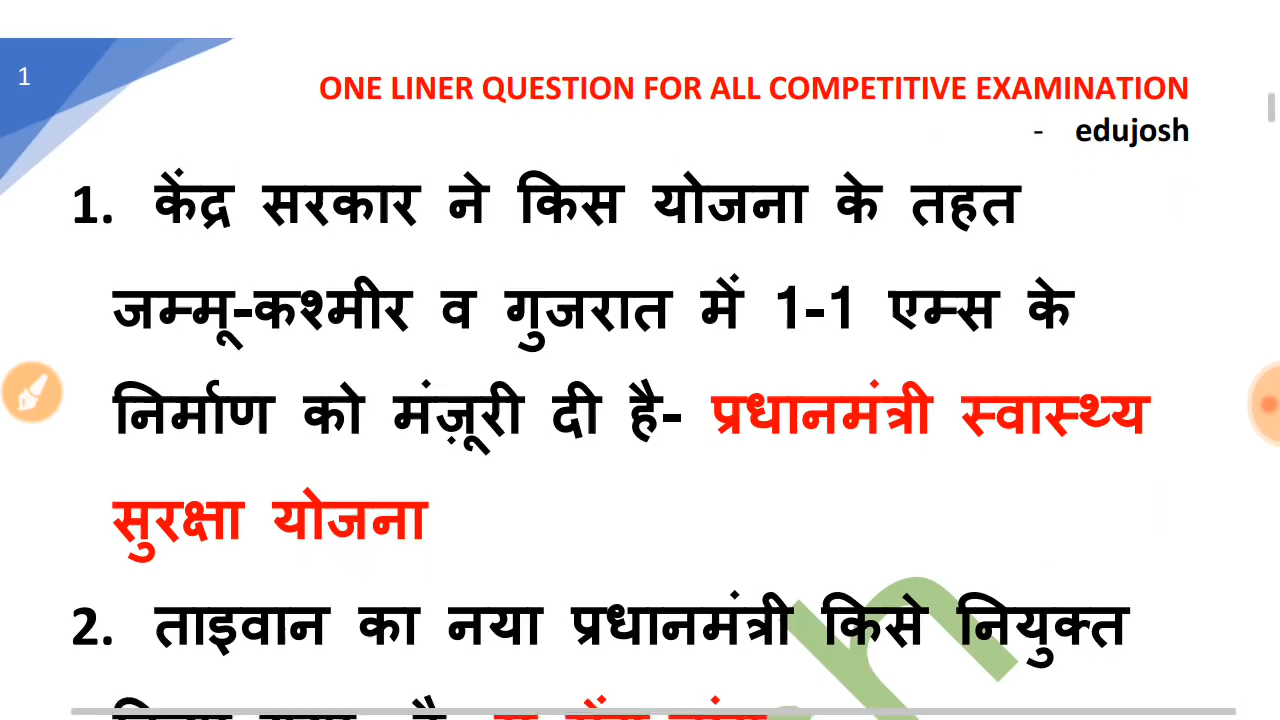 1
ONE LINER QUESTION FOR ALL COMPETITIVE EXAMINATION
- edujosh
1. केंद्र सरकार ने किस योजना के तहत
जम्मू-कश्मीर व गुजरात में 1-1 एम्स के
निर्माण को मंज़ूरी दी है- प्रधानमंत्री स्वास्थ्य
सुरक्षा योजना
2. ताइवान का नया प्रधानमंत्री किसे नियुक्त